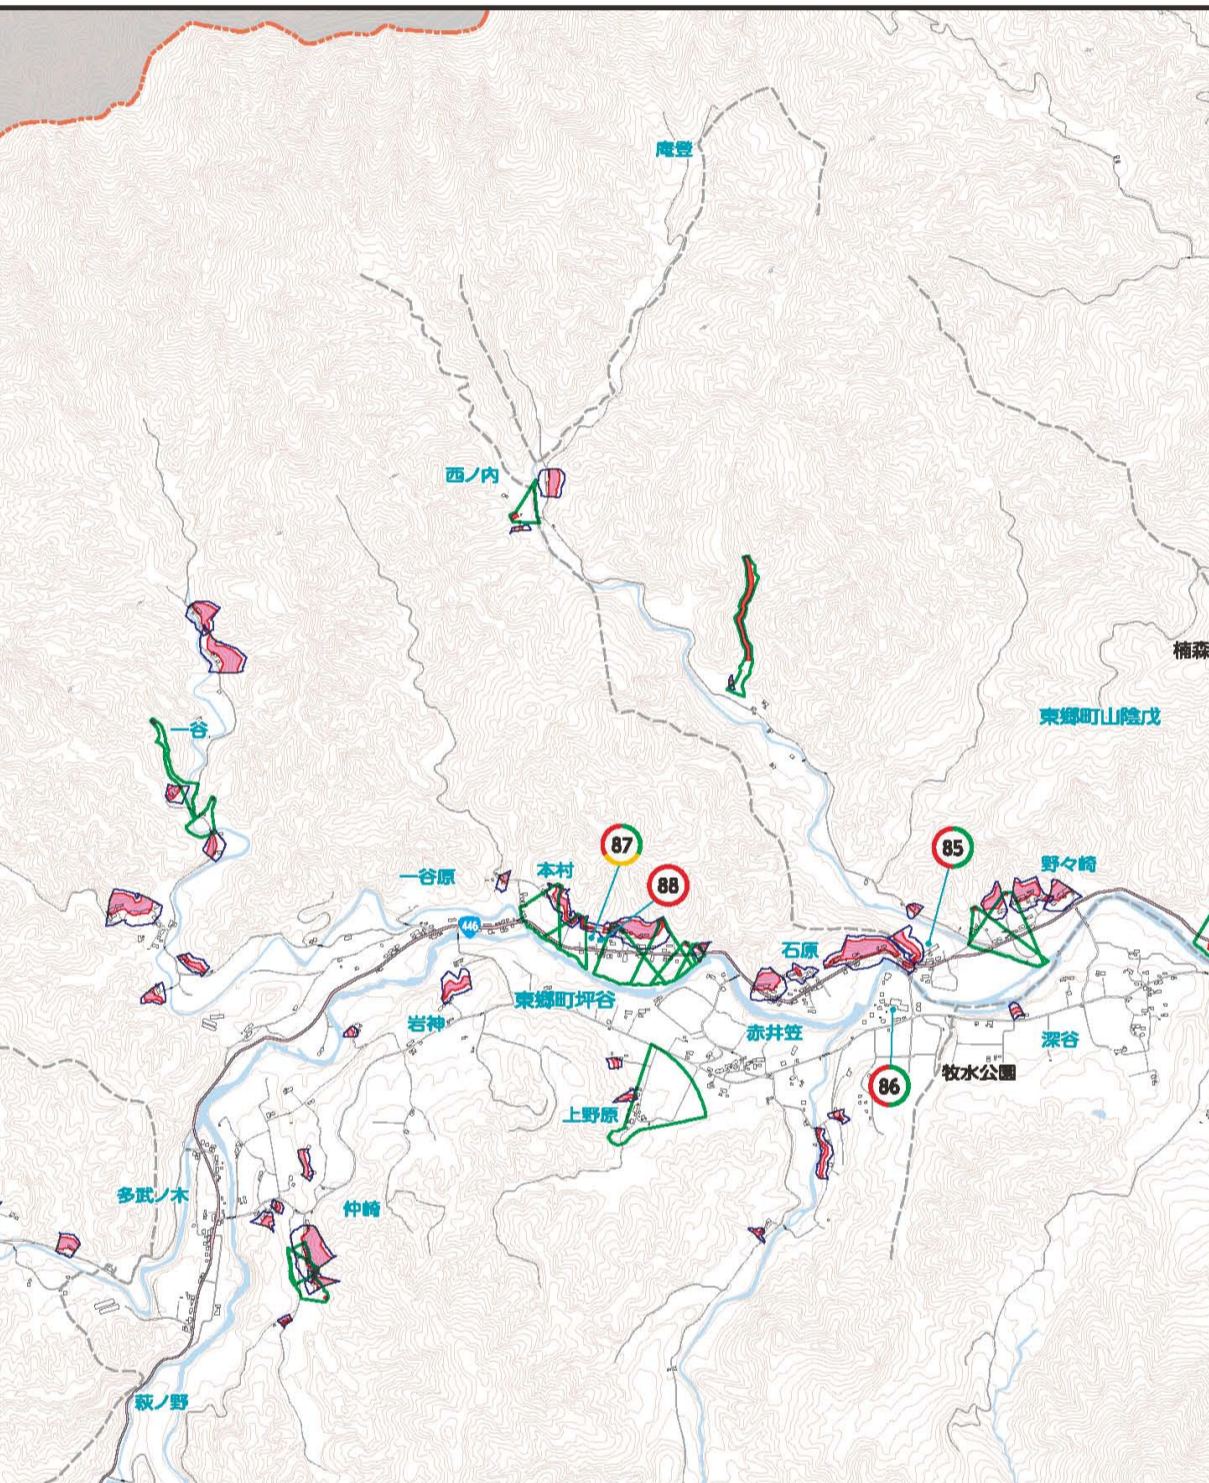 庵登
西ノ内
楠森
東郷町山陰戊
一谷
87
85
88
本村
野々崎
一谷原
446
石原
東郷町坪谷
岩神
赤井笠
深谷
牧水公園
86
上野原
多武ノ木
仲崎
萩ノ野